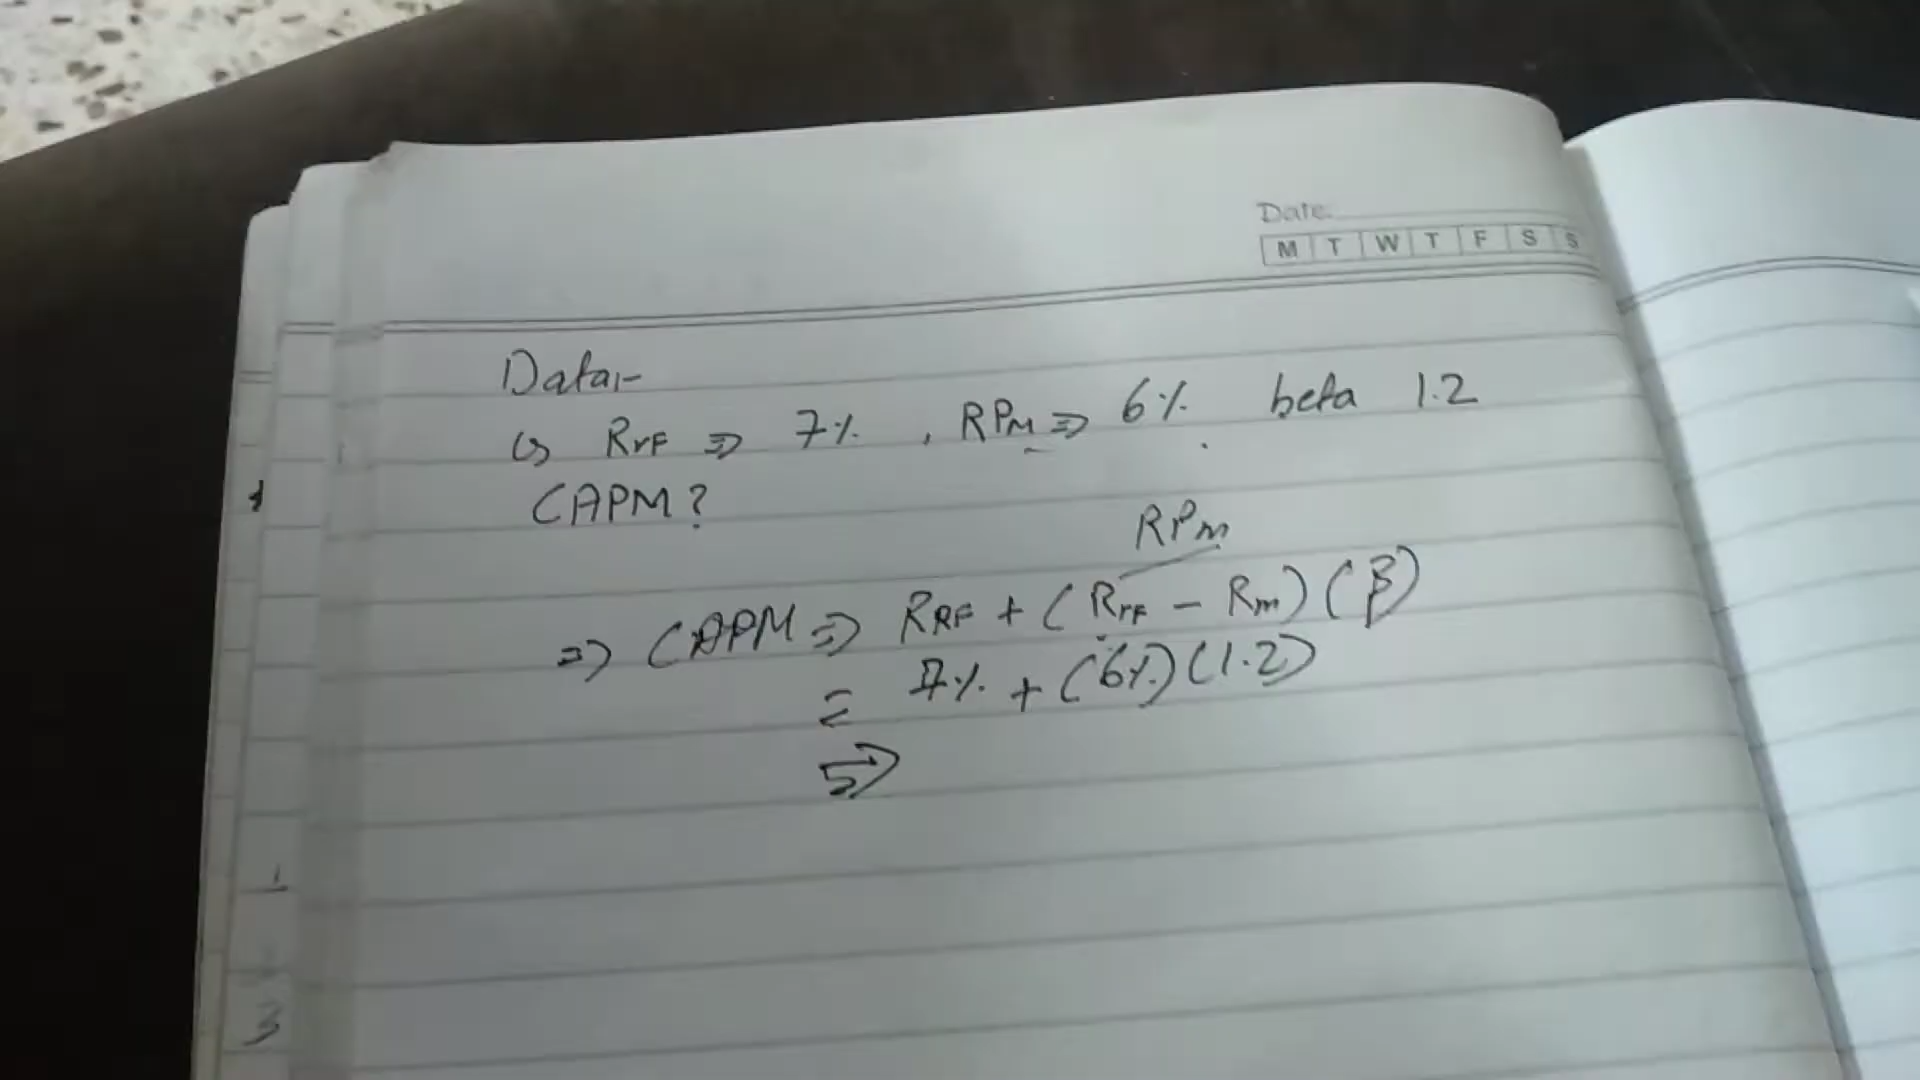 Date.
M T W T F S S
Data:-
↳ RrF ⇒ 7%, RPM ⇒ 6% beta 1.2
CAPM?
RPm
⇒ CAPM ⇒ RRF + (RrF - Rm) (β)
= 7% + (6%) (1.2)
⇒
3